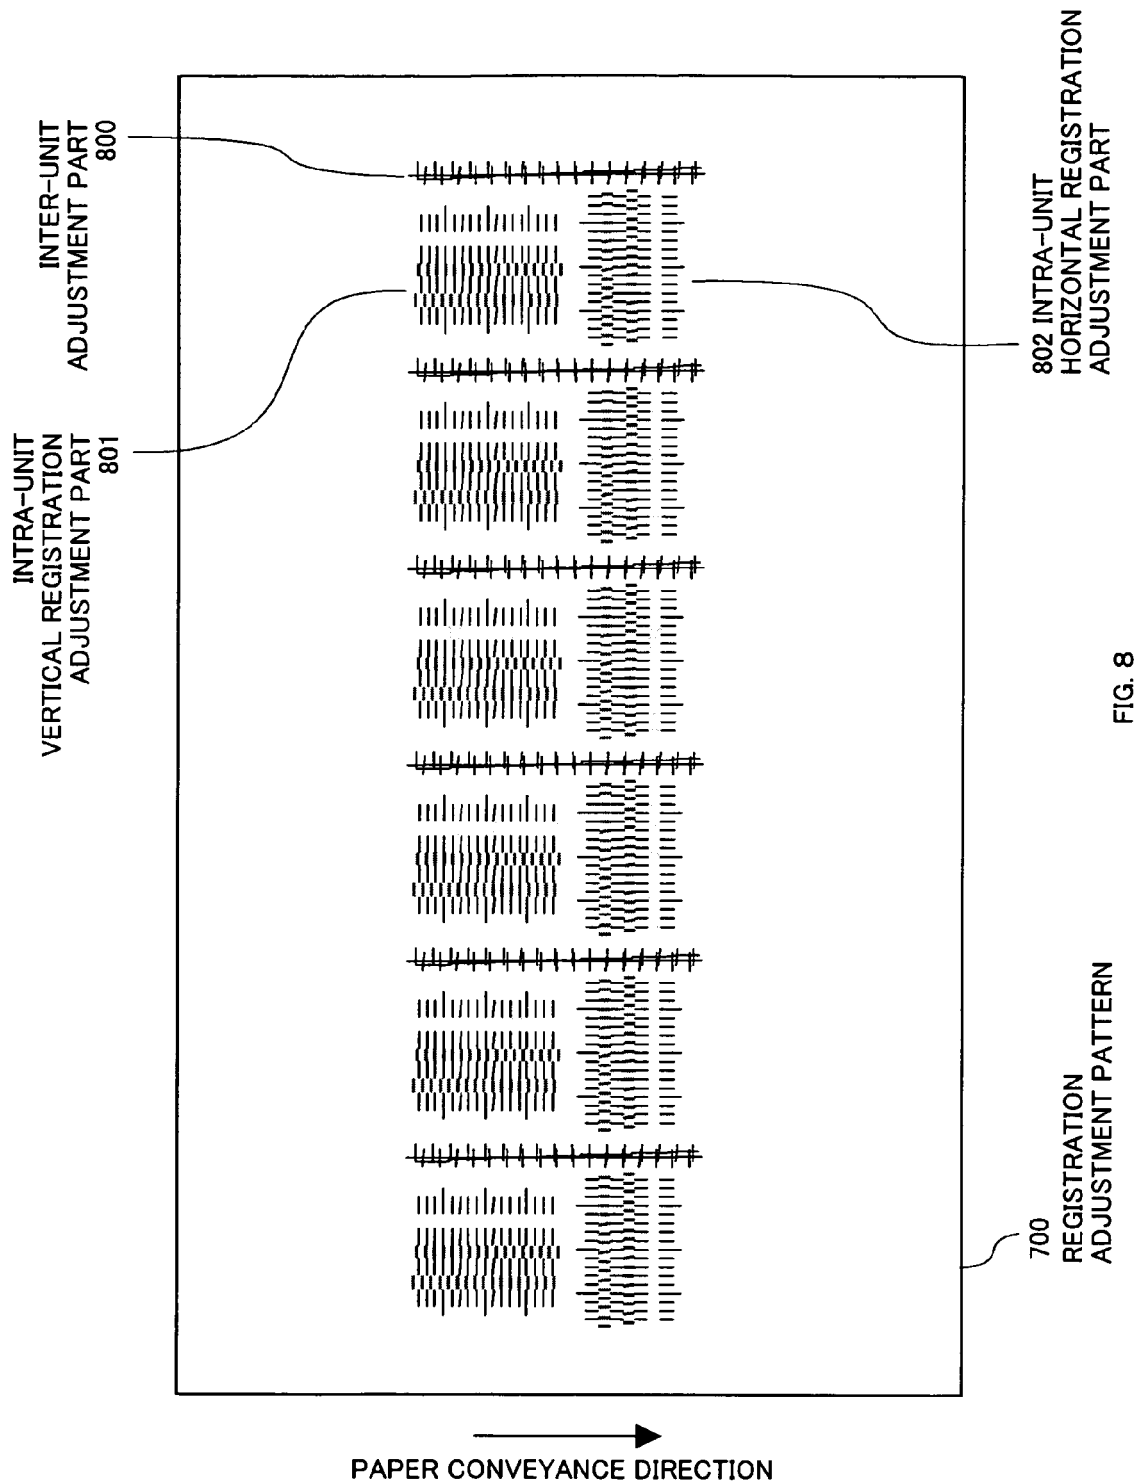 INTER-UNIT
ADJUSTMENT PART
800
INTRA-UNIT
VERTICAL REGISTRATION
ADJUSTMENT PART
801
802 INTRA-UNIT
HORIZONTAL REGISTRATION
ADJUSTMENT PART
700
REGISTRATION
ADJUSTMENT PATTERN
PAPER CONVEYANCE DIRECTION
FIG. 8